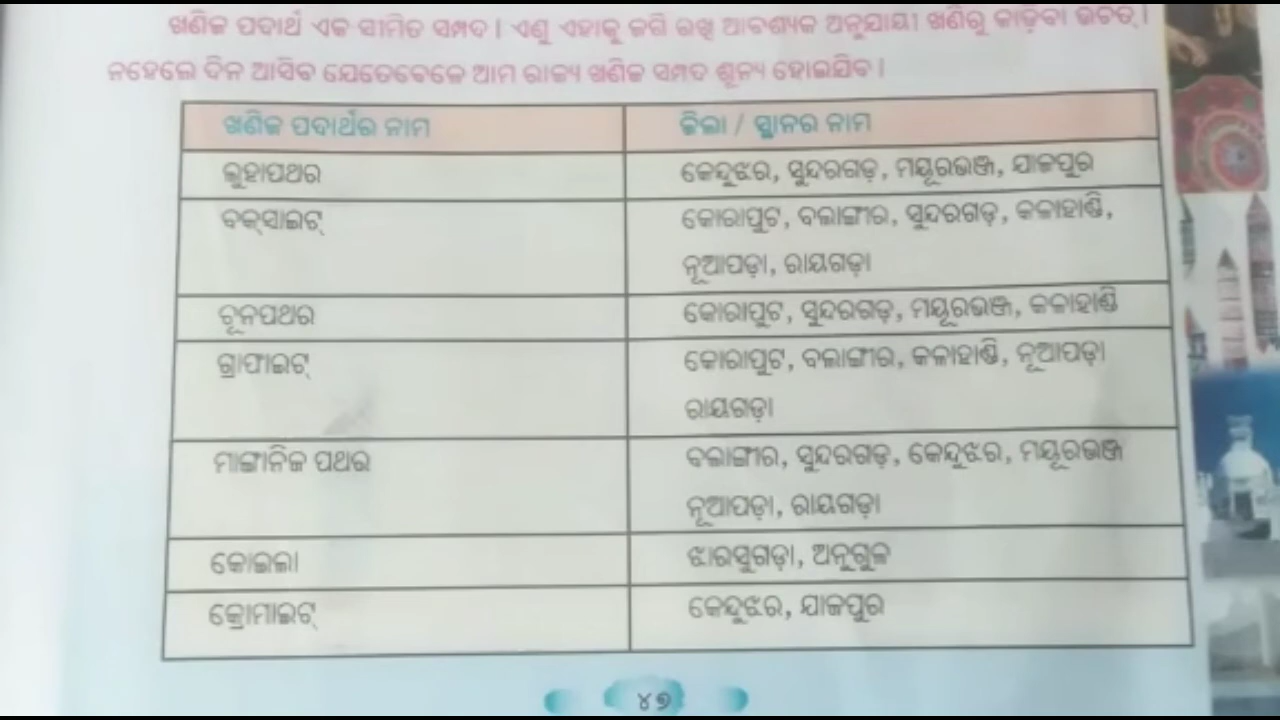 ଖଣିଜ ପଦାର୍ଥ ଏକ ସୀମିତ ସମ୍ପଦ । ଏଣୁ ଏହାକୁ ଜଗି ରଖି ଆବଶ୍ୟକ ଅନୁଯାୟୀ ଖଣିରୁ କାଢ଼ିବା ଉଚିତ୍ ।
ନହେଲେ ଦିନ ଆସିବ ଯେତେବେଳେ ଆମ ରାଜ୍ୟ ଖଣିଜ ସମ୍ପଦ ଶୂନ୍ୟ ହୋଇଯିବ ।
ଖଣିଜ ପଦାର୍ଥର ନାମ ଜିଲା / ସ୍ଥାନର ନାମ
ଲୁହାପଥର କେନ୍ଦୁଝର, ସୁନ୍ଦରଗଡ଼, ମୟୂରଭଞ୍ଜ, ଯାଜପୁର
ବକ୍‌ସାଇଟ୍ କୋରାପୁଟ, ବଲାଙ୍ଗୀର, ସୁନ୍ଦରଗଡ଼, କଳାହାଣ୍ଡି,
ନୂଆପଡ଼ା, ରାୟଗଡ଼ା
ଚୂନପଥର କୋରାପୁଟ, ସୁନ୍ଦରଗଡ଼, ମୟୂରଭଞ୍ଜ, କଳାହାଣ୍ଡି
ଗ୍ରାଫାଇଟ୍ କୋରାପୁଟ, ବଲାଙ୍ଗୀର, କଳାହାଣ୍ଡି, ନୂଆପଡ଼ା
ରାୟଗଡ଼ା
ମାଙ୍ଗାନିଜ ପଥର ବଲାଙ୍ଗୀର, ସୁନ୍ଦରଗଡ଼, କେନ୍ଦୁଝର, ମୟୂରଭଞ୍ଜ
ନୂଆପଡ଼ା, ରାୟଗଡ଼ା
କୋଇଲା ଝାରସୁଗଡ଼ା, ଅନୁଗୁଳ
କ୍ରୋମାଇଟ୍ କେନ୍ଦୁଝର, ଯାଜପୁର
୪୭